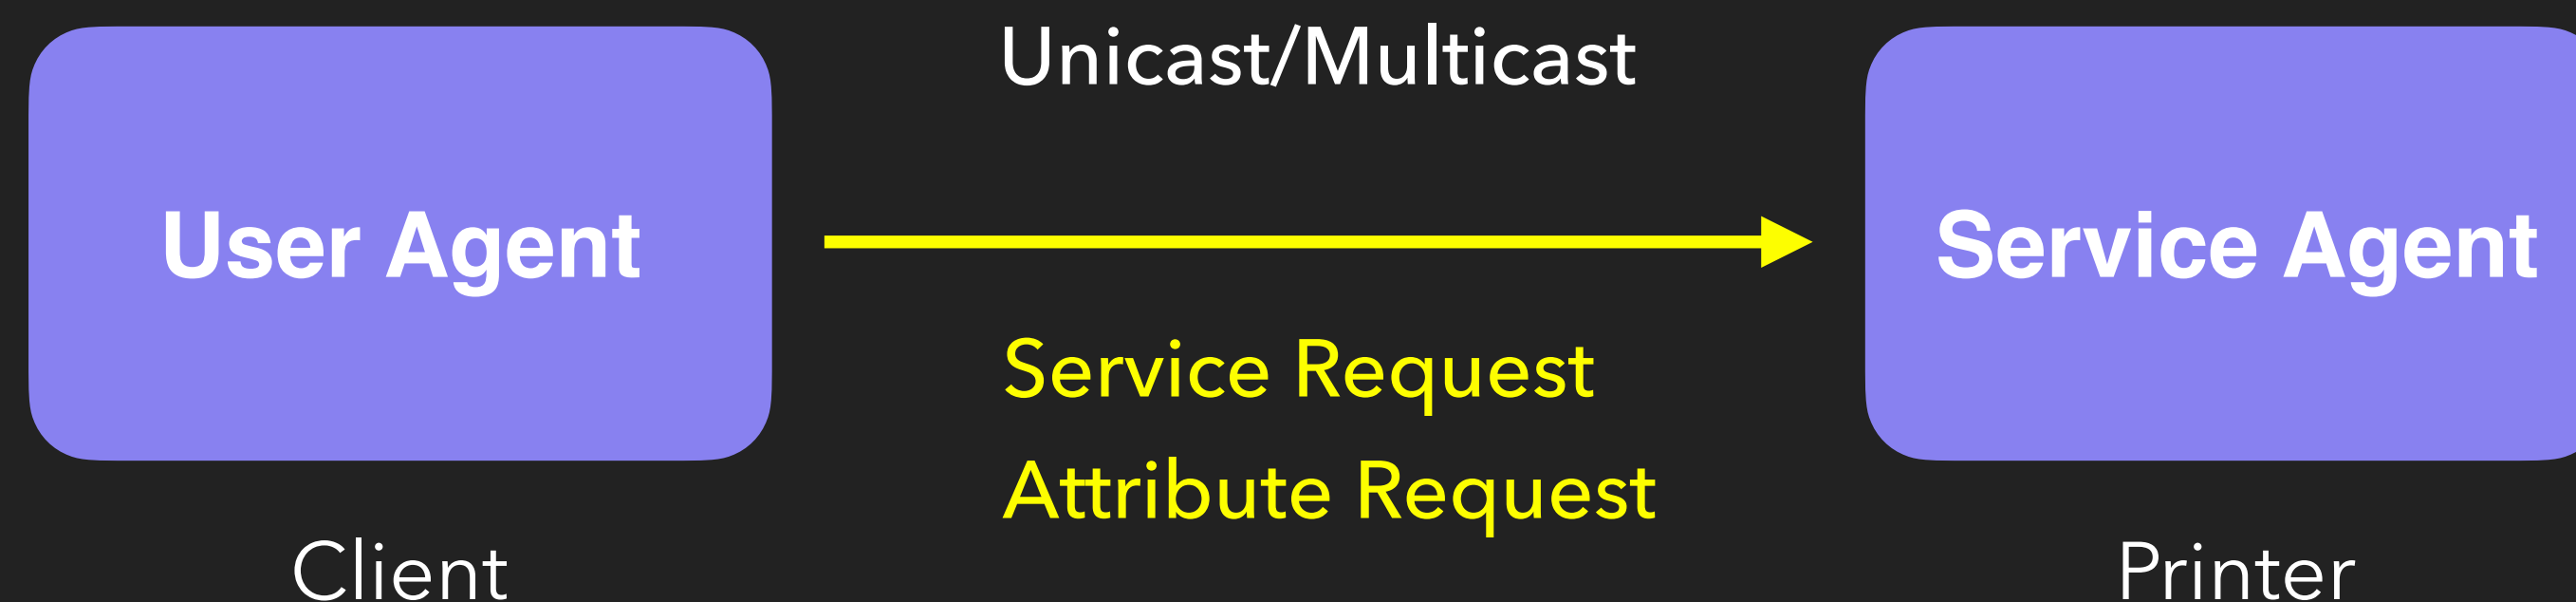 Unicast/Multicast
User Agent
Service Agent
Service Request
Attribute Request
Client
Printer